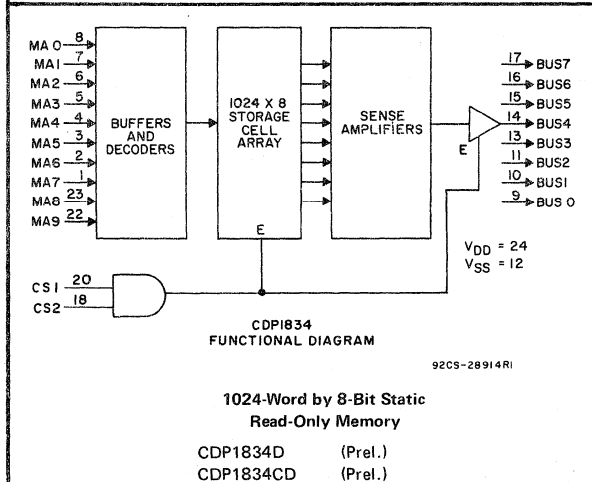 MA 0 8
MA1 7
MA2 6
MA3 5
MA4 4
MA5 3
MA6 2
MA7 1
MA8 23
MA9 22
BUFFERS
AND
DECODERS
1024 X 8
STORAGE
CELL
ARRAY
E
SENSE
AMPLIFIERS
E
17 BUS7
16 BUS6
15 BUS5
14 BUS4
13 BUS3
11 BUS2
10 BUS1
9 BUS 0
VDD = 24
VSS = 12
CS1 20
CS2 18
CDP1834
FUNCTIONAL DIAGRAM
92CS-28914R1
1024-Word by 8-Bit Static
Read-Only Memory
CDP1834D (Prel.)
CDP1834CD (Prel.)